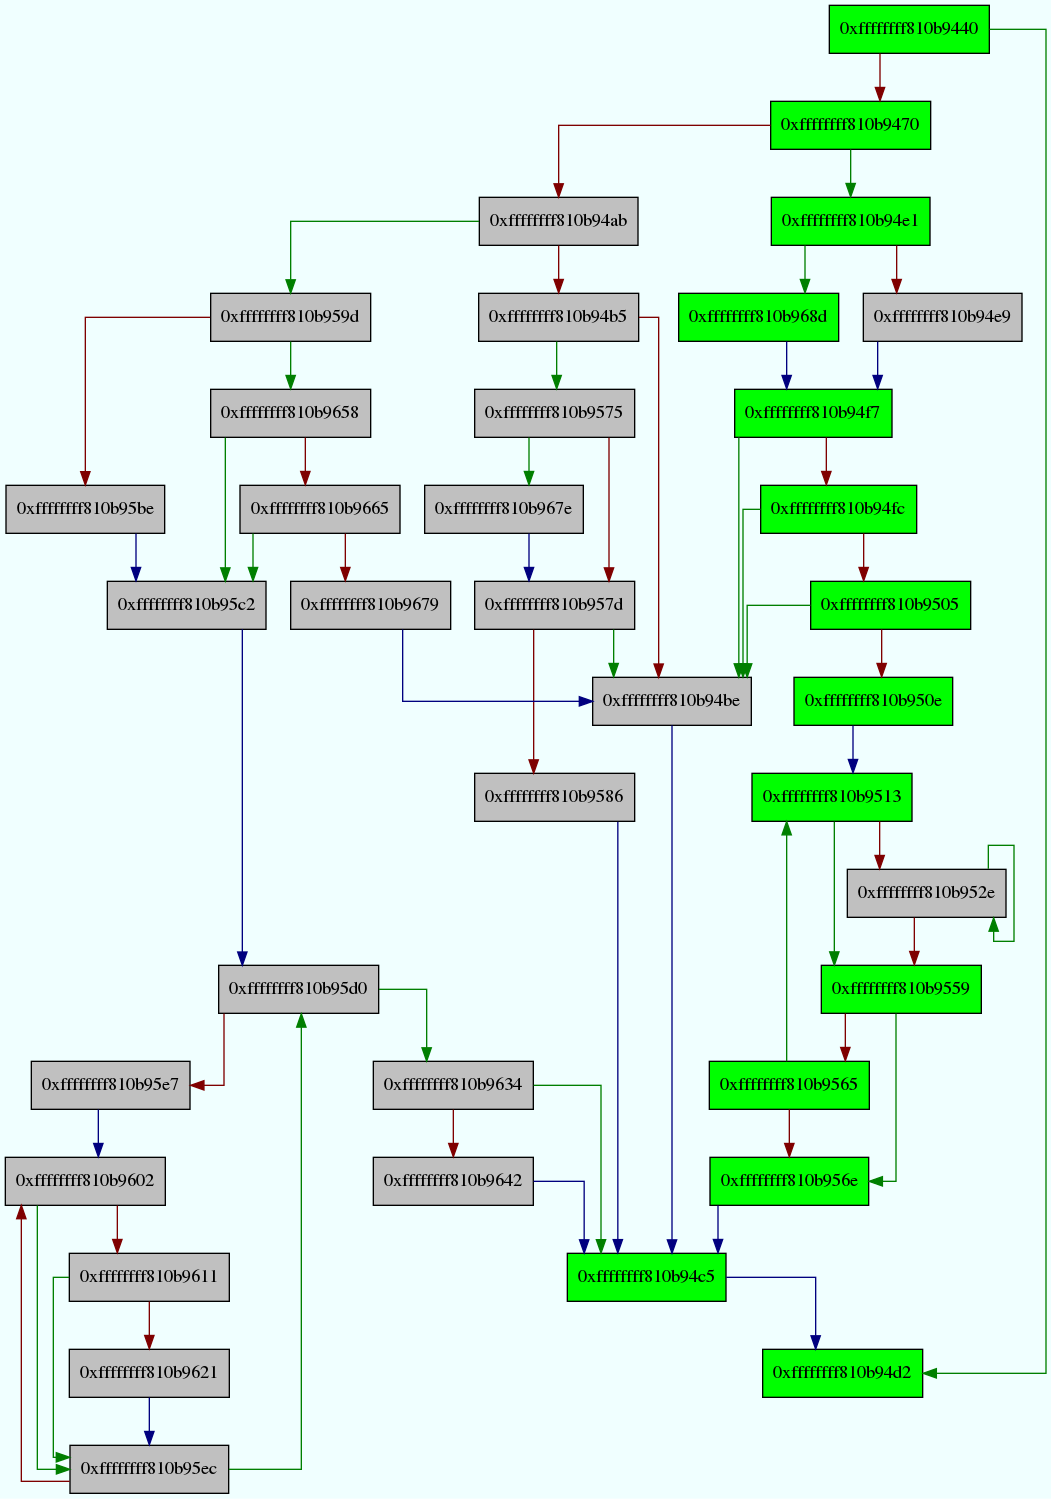 0xffffffff810b9440
0xffffffff810b9470
0xffffffff810b94ab
0xffffffff810b94e1
0xffffffff810b959d
0xffffffff810b94b5
0xffffffff810b968d
0xffffffff810b94e9
0xffffffff810b9658
0xffffffff810b9575
0xffffffff810b94f7
0xffffffff810b95be
0xffffffff810b9665
0xffffffff810b967e
0xffffffff810b94fc
0xffffffff810b95c2
0xffffffff810b9679
0xffffffff810b957d
0xffffffff810b9505
0xffffffff810b94be
0xffffffff810b950e
0xffffffff810b9586
0xffffffff810b9513
0xffffffff810b952e
0xffffffff810b95d0
0xffffffff810b9559
0xffffffff810b95e7
0xffffffff810b9634
0xffffffff810b9565
0xffffffff810b9602
0xffffffff810b9642
0xffffffff810b956e
0xffffffff810b9611
0xffffffff810b94c5
0xffffffff810b9621
0xffffffff810b94d2
0xffffffff810b95ec